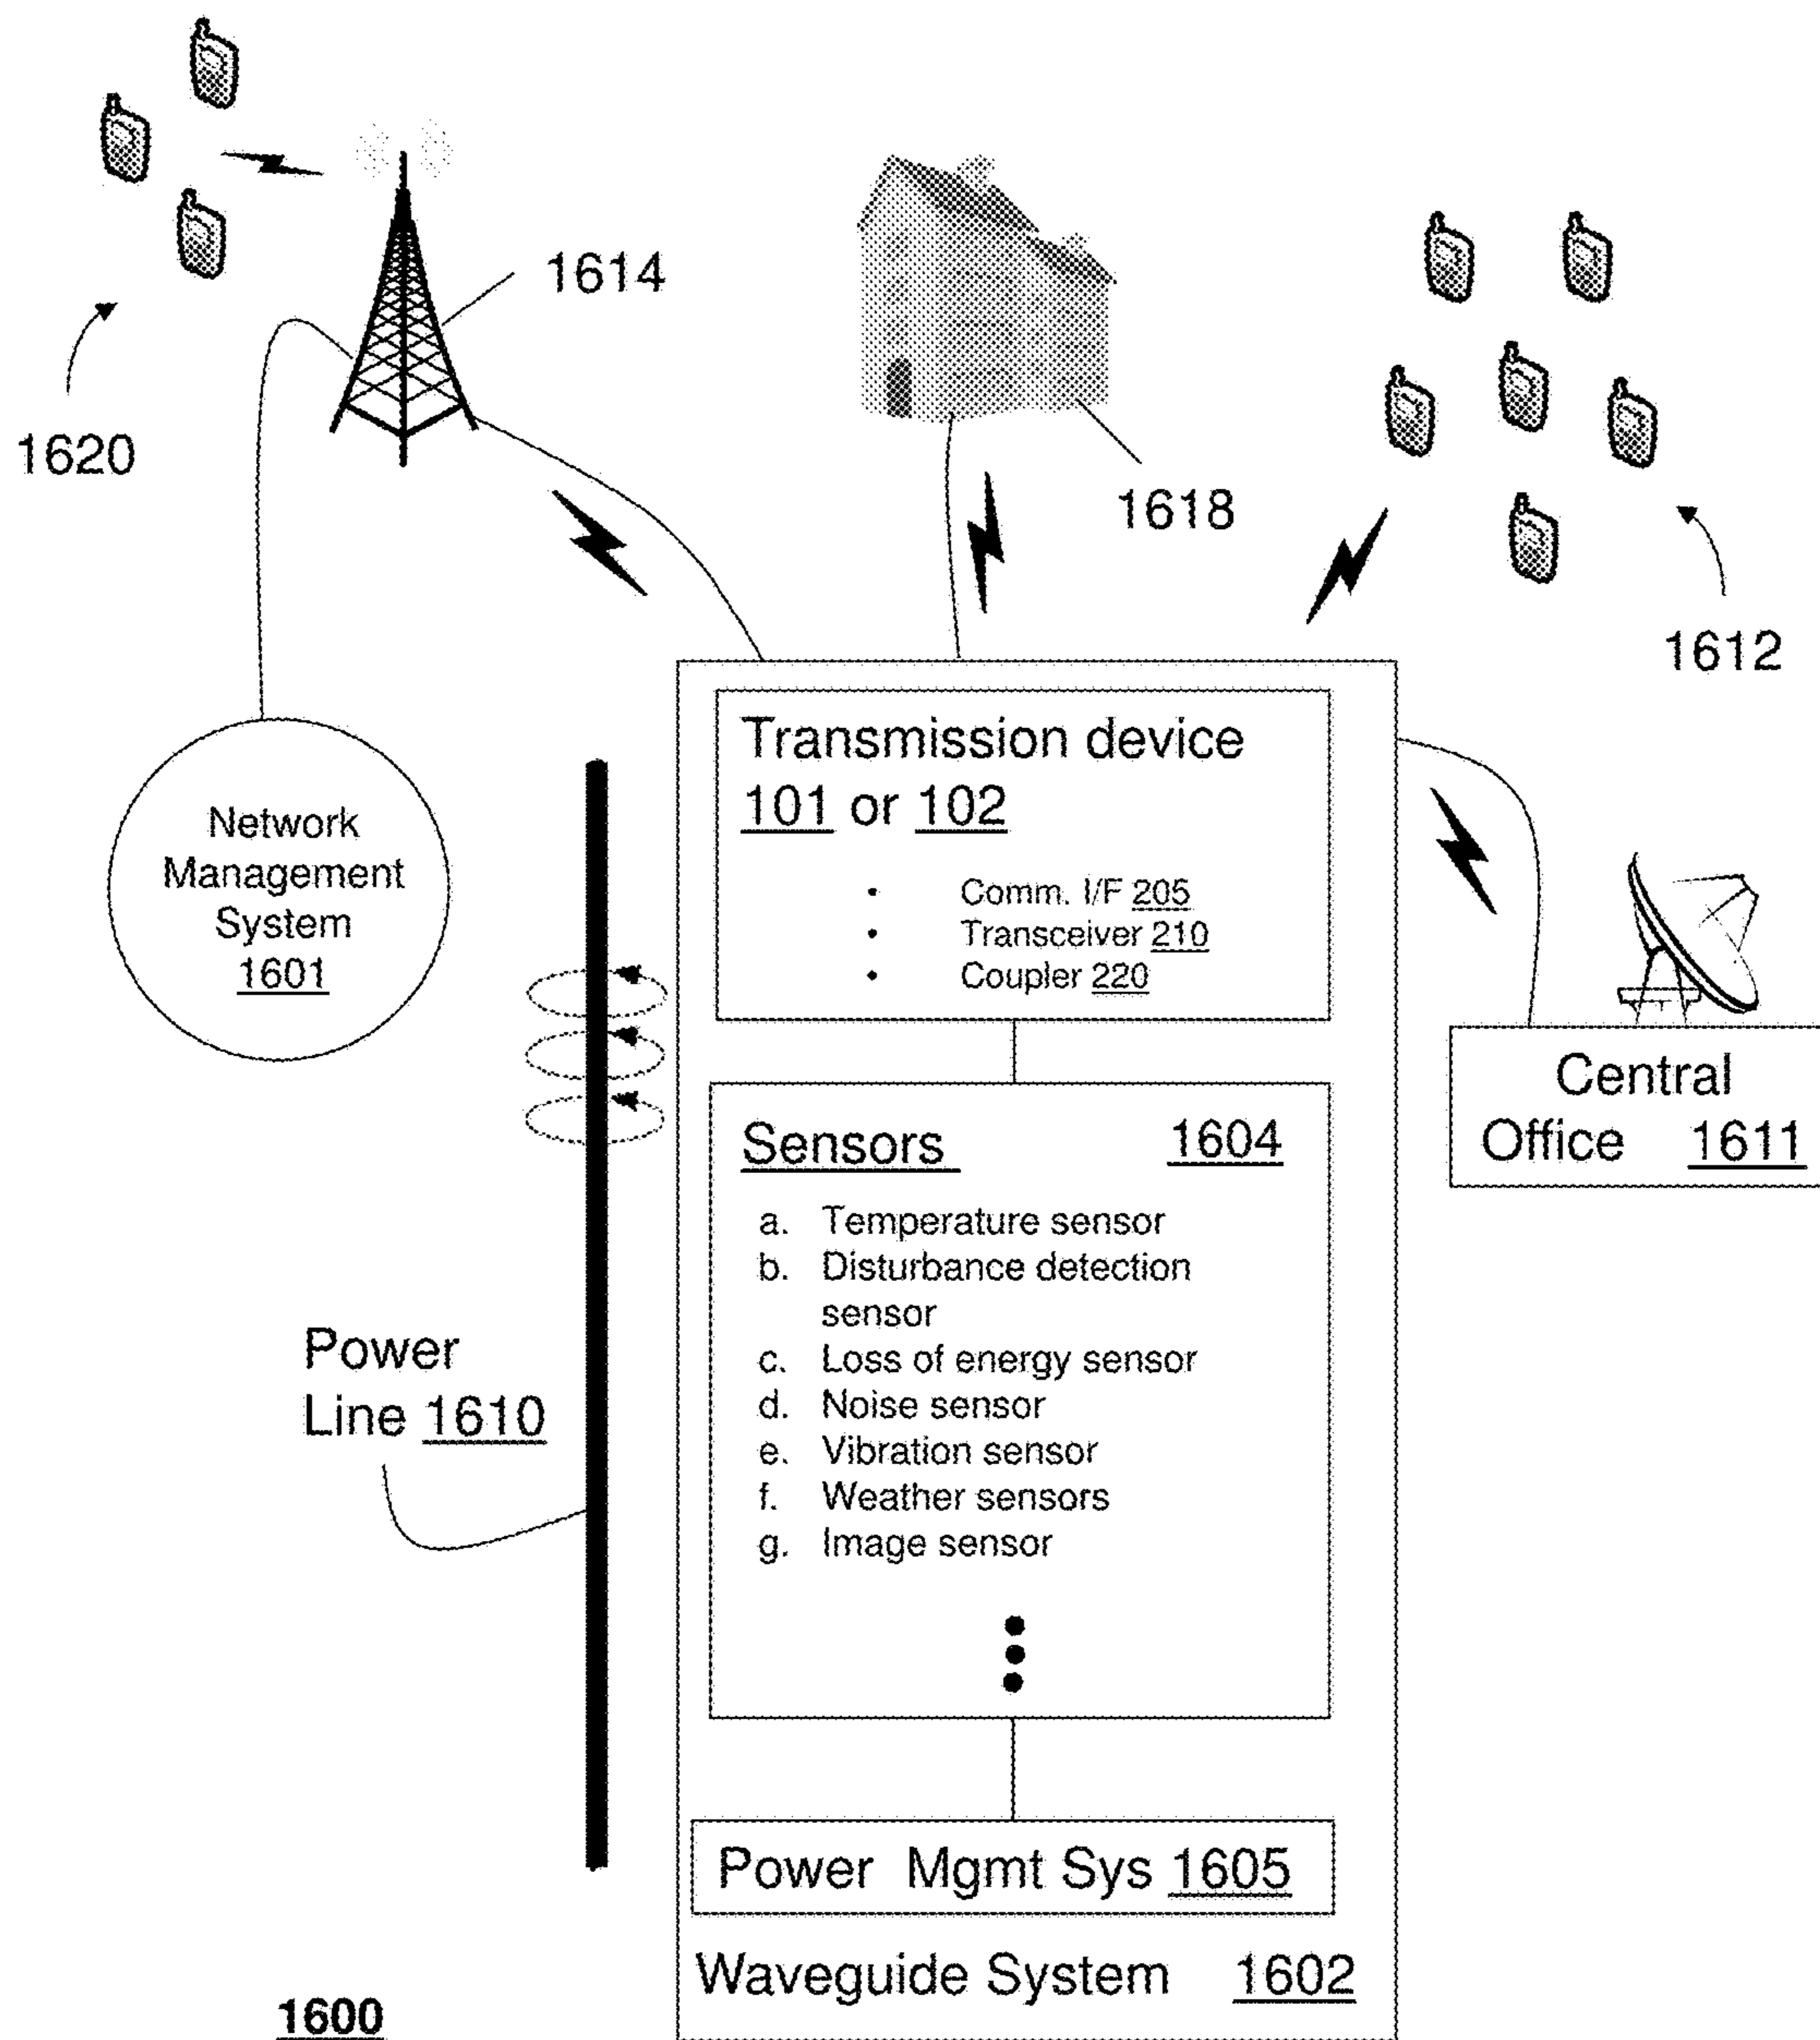 1614
1620
1618
1612
Transmission device
101 or 102
• Comm. I/F 205
• Transceiver 210
• Coupler 220
Network
Management
System
1601
Central
Office 1611
Sensors 1604
a. Temperature sensor
b. Disturbance detection
sensor
c. Loss of energy sensor
d. Noise sensor
e. Vibration sensor
f. Weather sensors
g. Image sensor
Power
Line 1610
Power Mgmt Sys 1605
Waveguide System 1602
1600